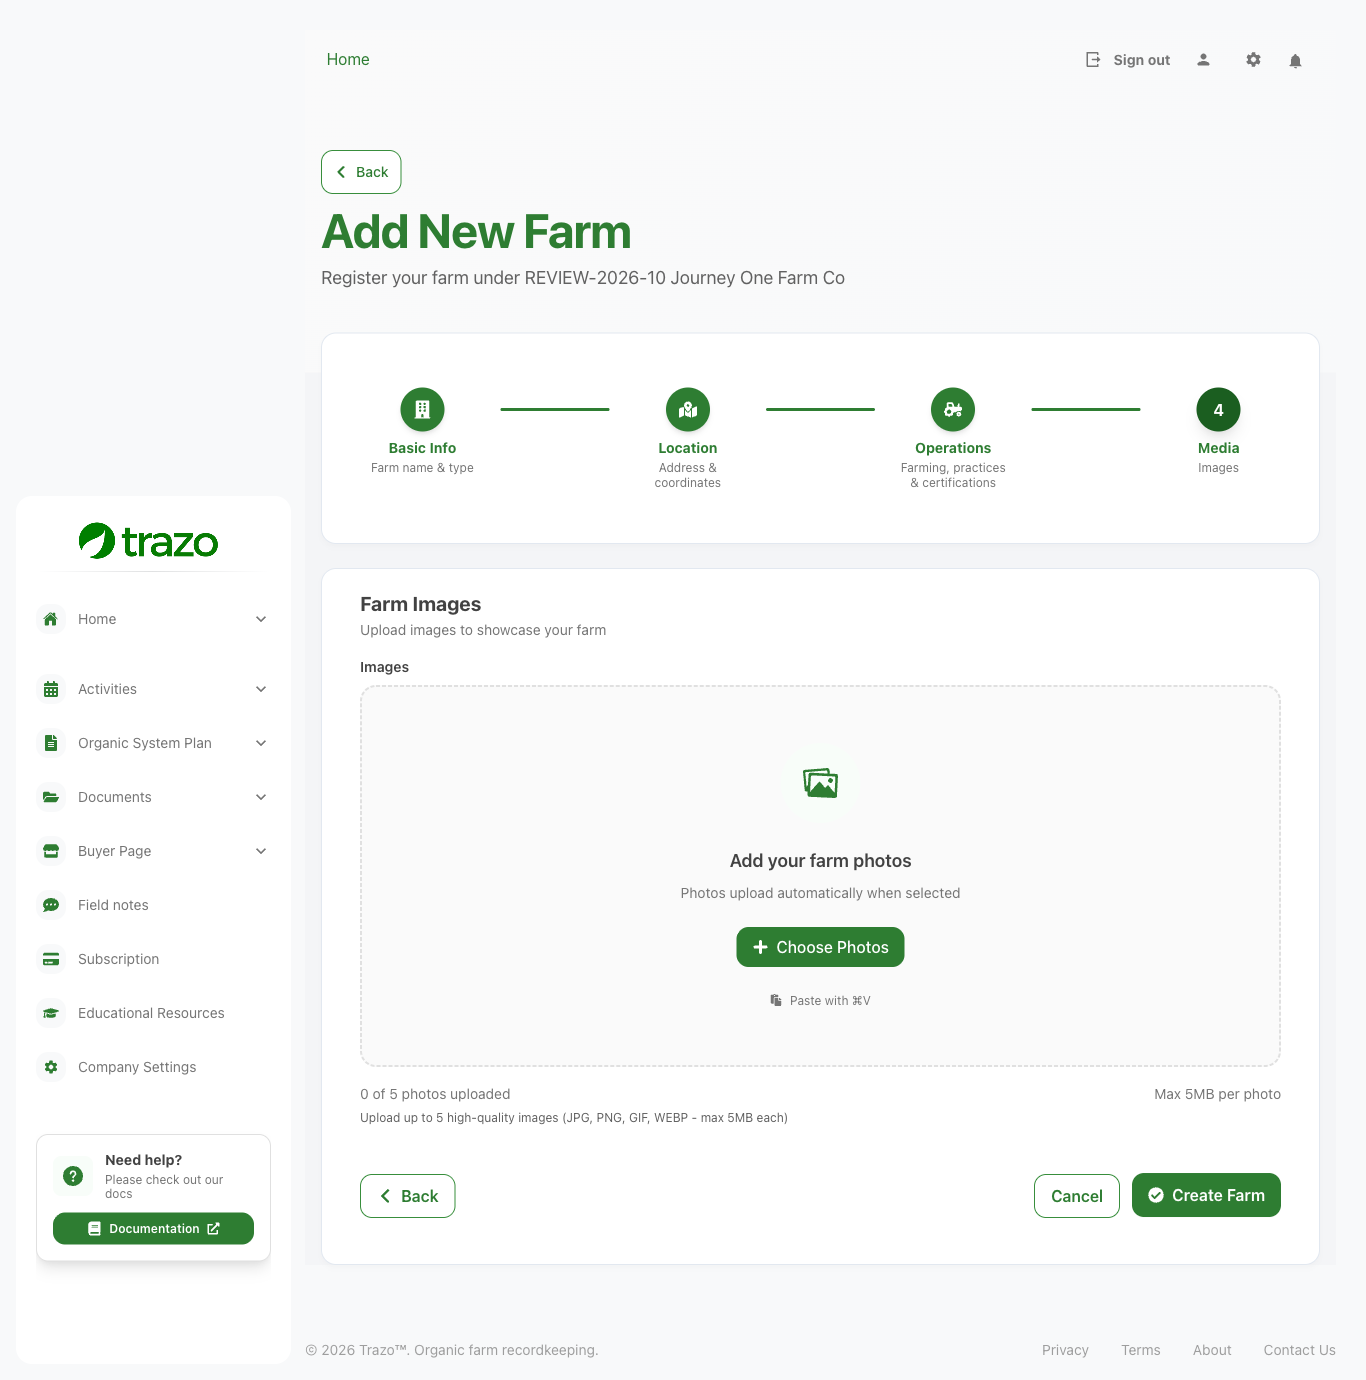 Home
Sign out
Back
Add New Farm
Register your farm under REVIEW-2026-10 Journey One Farm Co
Basic Info
Farm name & type
Location
Address &
coordinates
Operations
Farming, practices
& certifications
4
Media
Images
trazo
Home
Activities
Organic System Plan
Documents
Buyer Page
Field notes
Subscription
Educational Resources
Company Settings
Need help?
Please check out our
docs
Documentation
Farm Images
Upload images to showcase your farm
Images
Add your farm photos
Photos upload automatically when selected
Choose Photos
Paste with ⌘V
0 of 5 photos uploaded
Max 5MB per photo
Upload up to 5 high-quality images (JPG, PNG, GIF, WEBP - max 5MB each)
Back
Cancel
Create Farm
© 2026 Trazo™. Organic farm recordkeeping.
Privacy
Terms
About
Contact Us